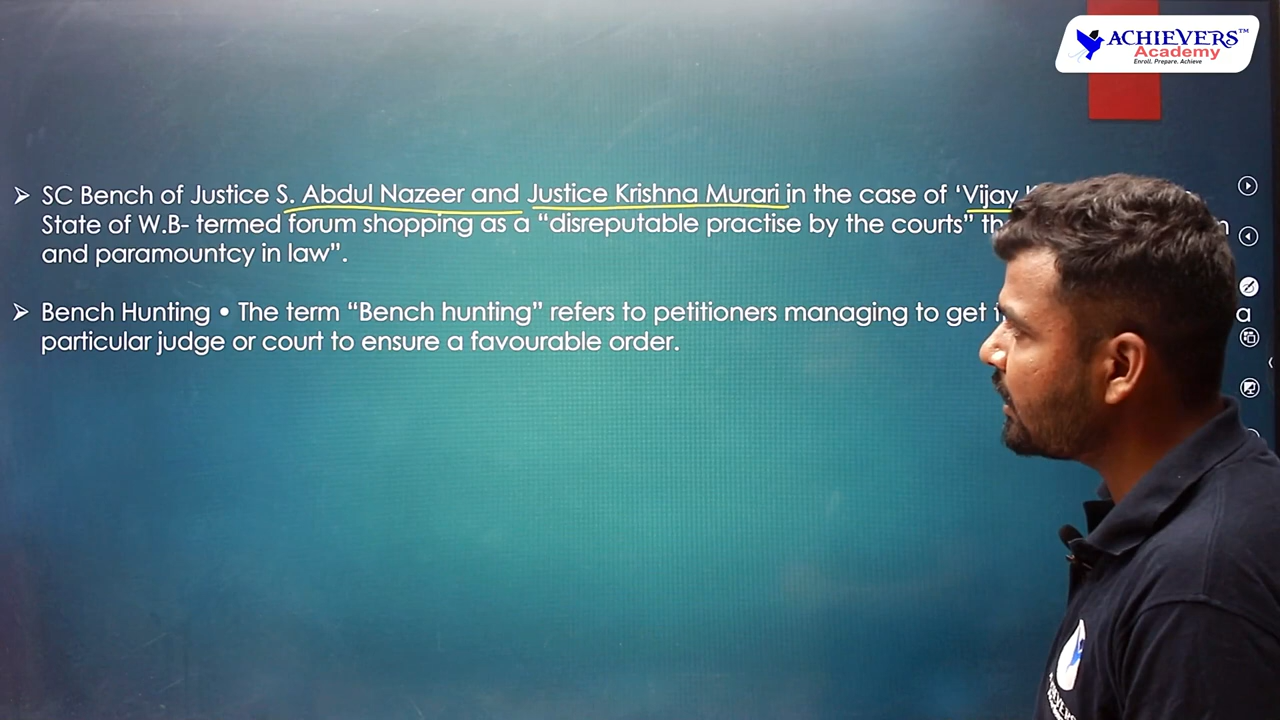 ACHIEVERS™
Academy
Enroll. Prepare. Achieve
➢ SC Bench of Justice S. Abdul Nazeer and Justice Krishna Murari in the case of ‘Vijay
State of W.B- termed forum shopping as a “disreputable practise by the courts”
and paramountcy in law”.
➢ Bench Hunting • The term “Bench hunting” refers to petitioners managing to get a
particular judge or court to ensure a favourable order.